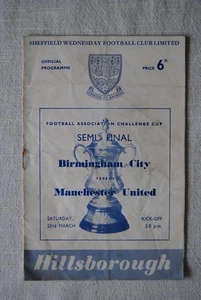 SHEFFIELD WEDNESDAY FOOTBALL CLUB LIMITED
OFFICIAL PROGRAMME
PRICE 6ᴰ
FOOTBALL ASSOCIATION CHALLENGE CUP
SEMI-FINAL
Birmingham City
VERSUS
Manchester United
SATURDAY, 23RD MARCH
KICK-OFF 3.0 p.m.
Hillsborough